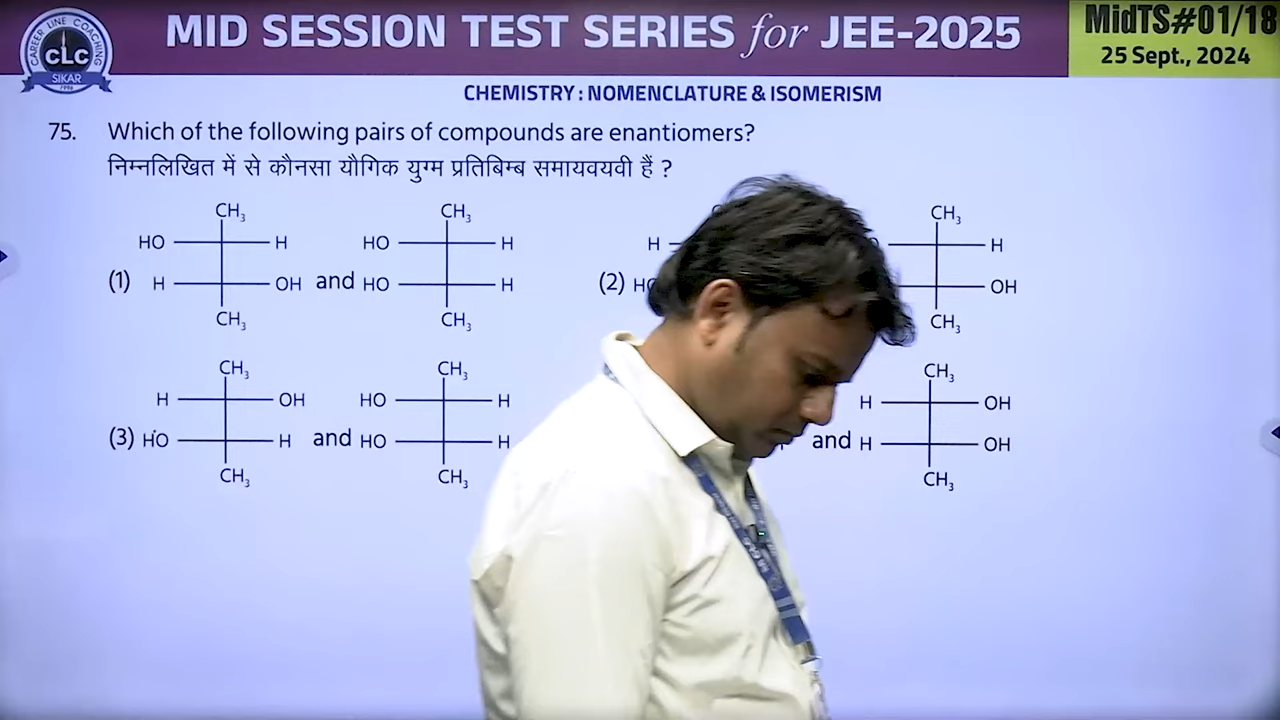 CAREER LINE COACHING
CLC
SIKAR
1996
MID SESSION TEST SERIES for JEE-2025
MidTS#01/18
25 Sept., 2024
CHEMISTRY : NOMENCLATURE & ISOMERISM
75. Which of the following pairs of compounds are enantiomers?
निम्नलिखित में से कौनसा यौगिक युग्म प्रतिबिम्ब समायवयवी हैं ?
CH3 CH3 CH3
HO H HO H H H
(1) H OH and HO H (2) OH
CH3 CH3 CH3
CH3 CH3 CH3
H OH HO H H OH
(3) HO H and HO H and H OH
CH3 CH3 CH3